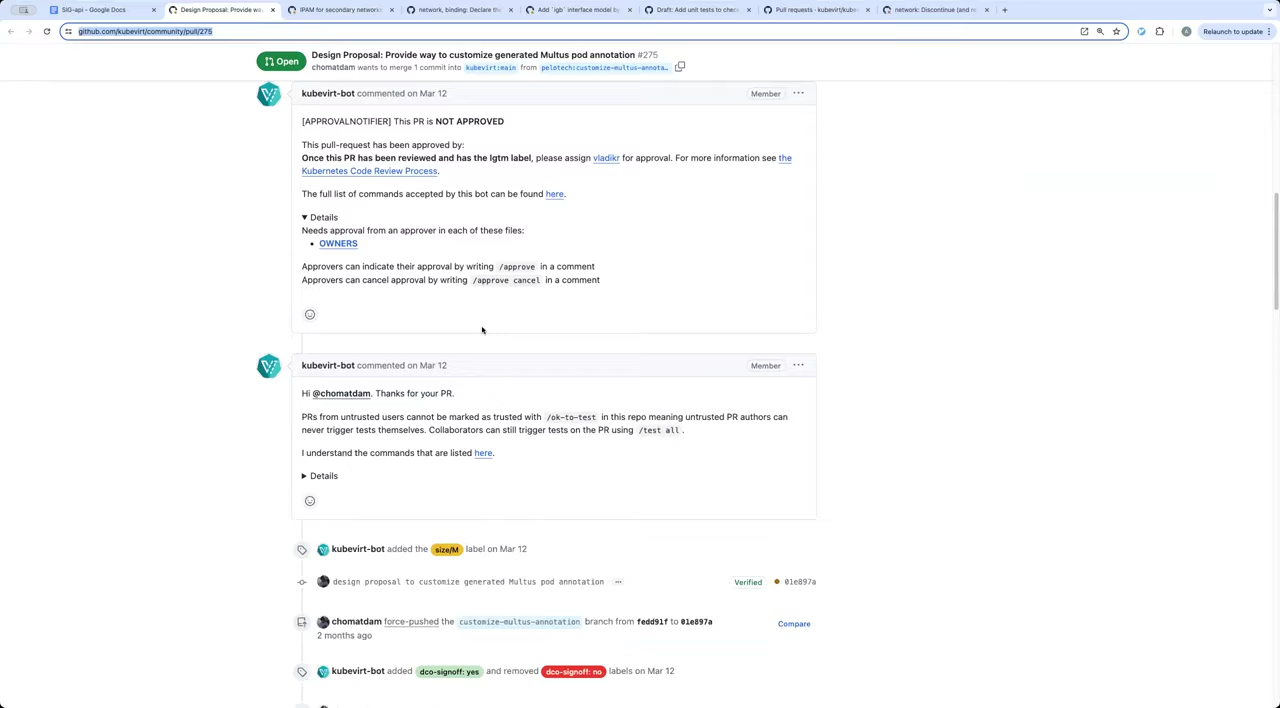 SIG-api - Google Docs
Design Proposal: Provide wa
IPAM for secondary network
network, binding: Declare the
Add `igb` interface model by
Draft: Add unit tests to chec
Pull requests · kubevirt/kube
network: Discontinue (and re
github.com/kubevirt/community/pull/275
Relaunch to update
Open
Design Proposal: Provide way to customize generated Multus pod annotation #275
chomatdam wants to merge 1 commit into kubevirt:main from pelotech:customize-multus-annota…
kubevirt-bot commented on Mar 12
Member
[APPROVALNOTIFIER] This PR is NOT APPROVED
This pull-request has been approved by:
Once this PR has been reviewed and has the lgtm label, please assign vladikr for approval. For more information see the
Kubernetes Code Review Process.
The full list of commands accepted by this bot can be found here.
Details
Needs approval from an approver in each of these files:
• OWNERS
Approvers can indicate their approval by writing /approve in a comment
Approvers can cancel approval by writing /approve cancel in a comment
kubevirt-bot commented on Mar 12
Member
Hi @chomatdam. Thanks for your PR.
PRs from untrusted users cannot be marked as trusted with /ok-to-test in this repo meaning untrusted PR authors can
never trigger tests themselves. Collaborators can still trigger tests on the PR using /test all.
I understand the commands that are listed here.
Details
kubevirt-bot added the size/M label on Mar 12
design proposal to customize generated Multus pod annotation … Verified 01e897a
chomatdam force-pushed the customize-multus-annotation branch from fedd91f to 01e897a
Compare
2 months ago
kubevirt-bot added dco-signoff: yes and removed dco-signoff: no labels on Mar 12